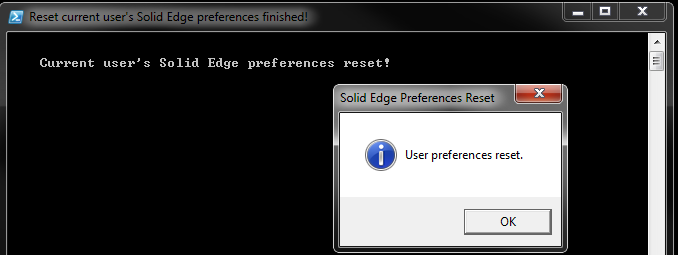 Reset current user's Solid Edge preferences finished!
Current user's Solid Edge preferences reset!
Solid Edge Preferences Reset
User preferences reset.
OK